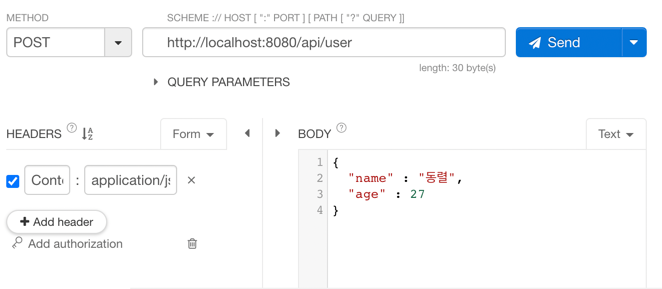 METHOD
SCHEME :// HOST [ ":" PORT ] [ PATH [ "?" QUERY ]]
POST
http://localhost:8080/api/user
Send
length: 30 byte(s)
QUERY PARAMETERS
HEADERS ? A Z
Form
BODY ?
Text
Conte : application/js ×
+ Add header
Add authorization
1 {
2 "name" : "동렬",
3 "age" : 27
4 }